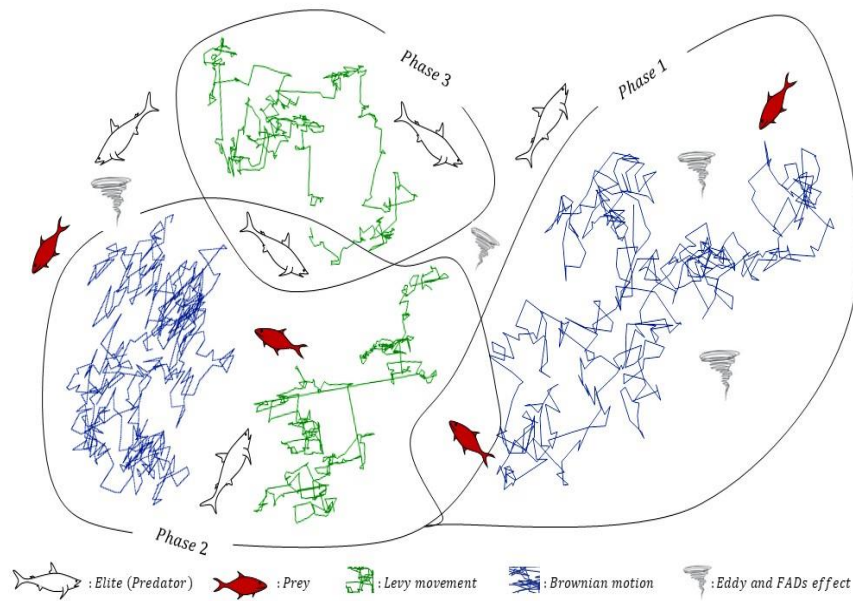 Phase 3
Phase 1
Phase 2
: Elite (Predator)
: Prey
: Levy movement
: Brownian motion
: Eddy and FADs effect